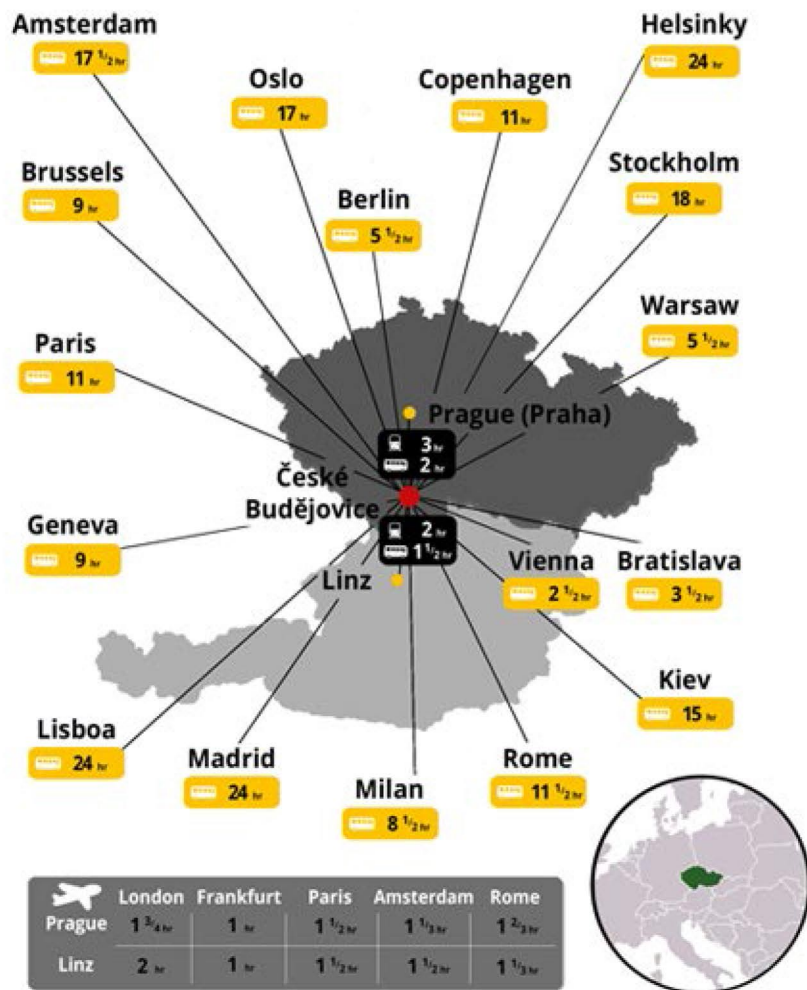 Amsterdam
17 1/2 hr
Helsinky
24 hr
Oslo
17 hr
Copenhagen
11 hr
Brussels
9 hr
Berlin
5 1/2 hr
Stockholm
18 hr
Warsaw
5 1/2 hr
Paris
11 hr
Prague (Praha)
3 hr
2 hr
České
Budějovice
Geneva
9 hr
2 hr
1 1/2 hr
Linz
Vienna
2 1/2 hr
Bratislava
3 1/2 hr
Kiev
15 hr
Lisboa
24 hr
Madrid
24 hr
Milan
8 1/2 hr
Rome
11 1/2 hr
London Frankfurt Paris Amsterdam Rome
Prague 1 3/4 hr 1 hr 1 1/2 hr 1 1/3 hr 1 2/3 hr
Linz 2 hr 1 hr 1 1/2 hr 1 1/2 hr 1 1/3 hr